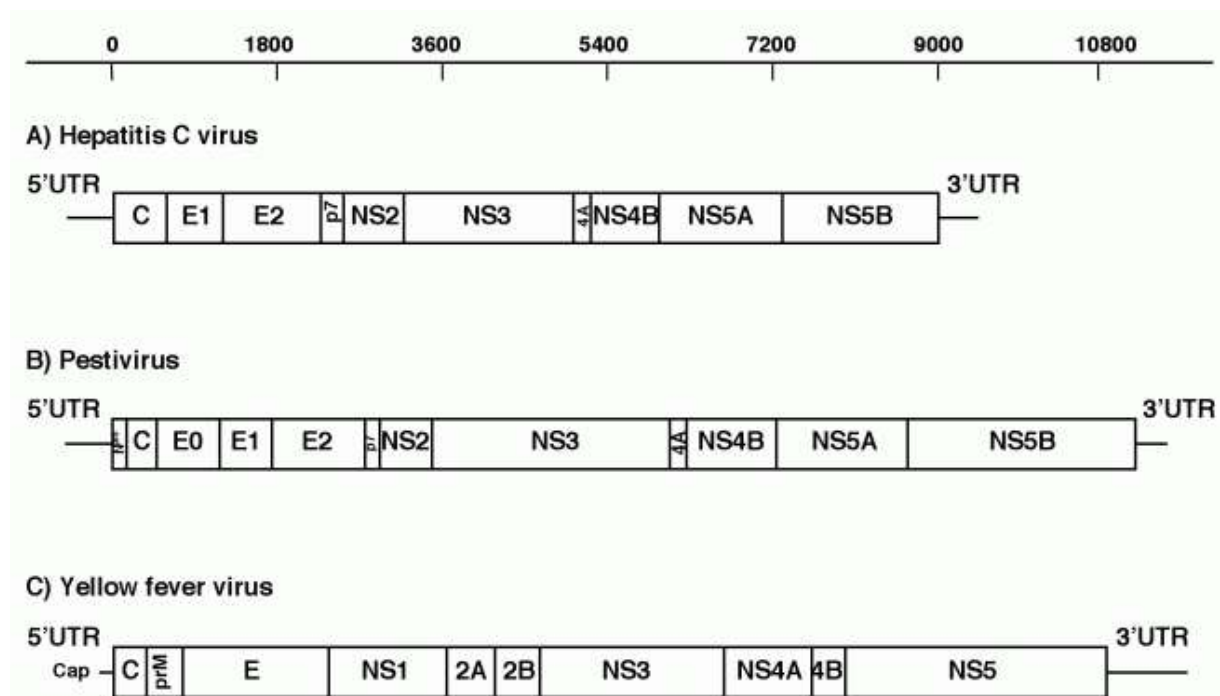 0 1800 3600 5400 7200 9000 10800
A) Hepatitis C virus
5'UTR 3'UTR
C E1 E2 p7 NS2 NS3 4A NS4B NS5A NS5B
B) Pestivirus
5'UTR 3'UTR
C E0 E1 E2 p7 NS2 NS3 4A NS4B NS5A NS5B
C) Yellow fever virus
5'UTR 3'UTR
Cap C prM E NS1 2A 2B NS3 NS4A 4B NS5